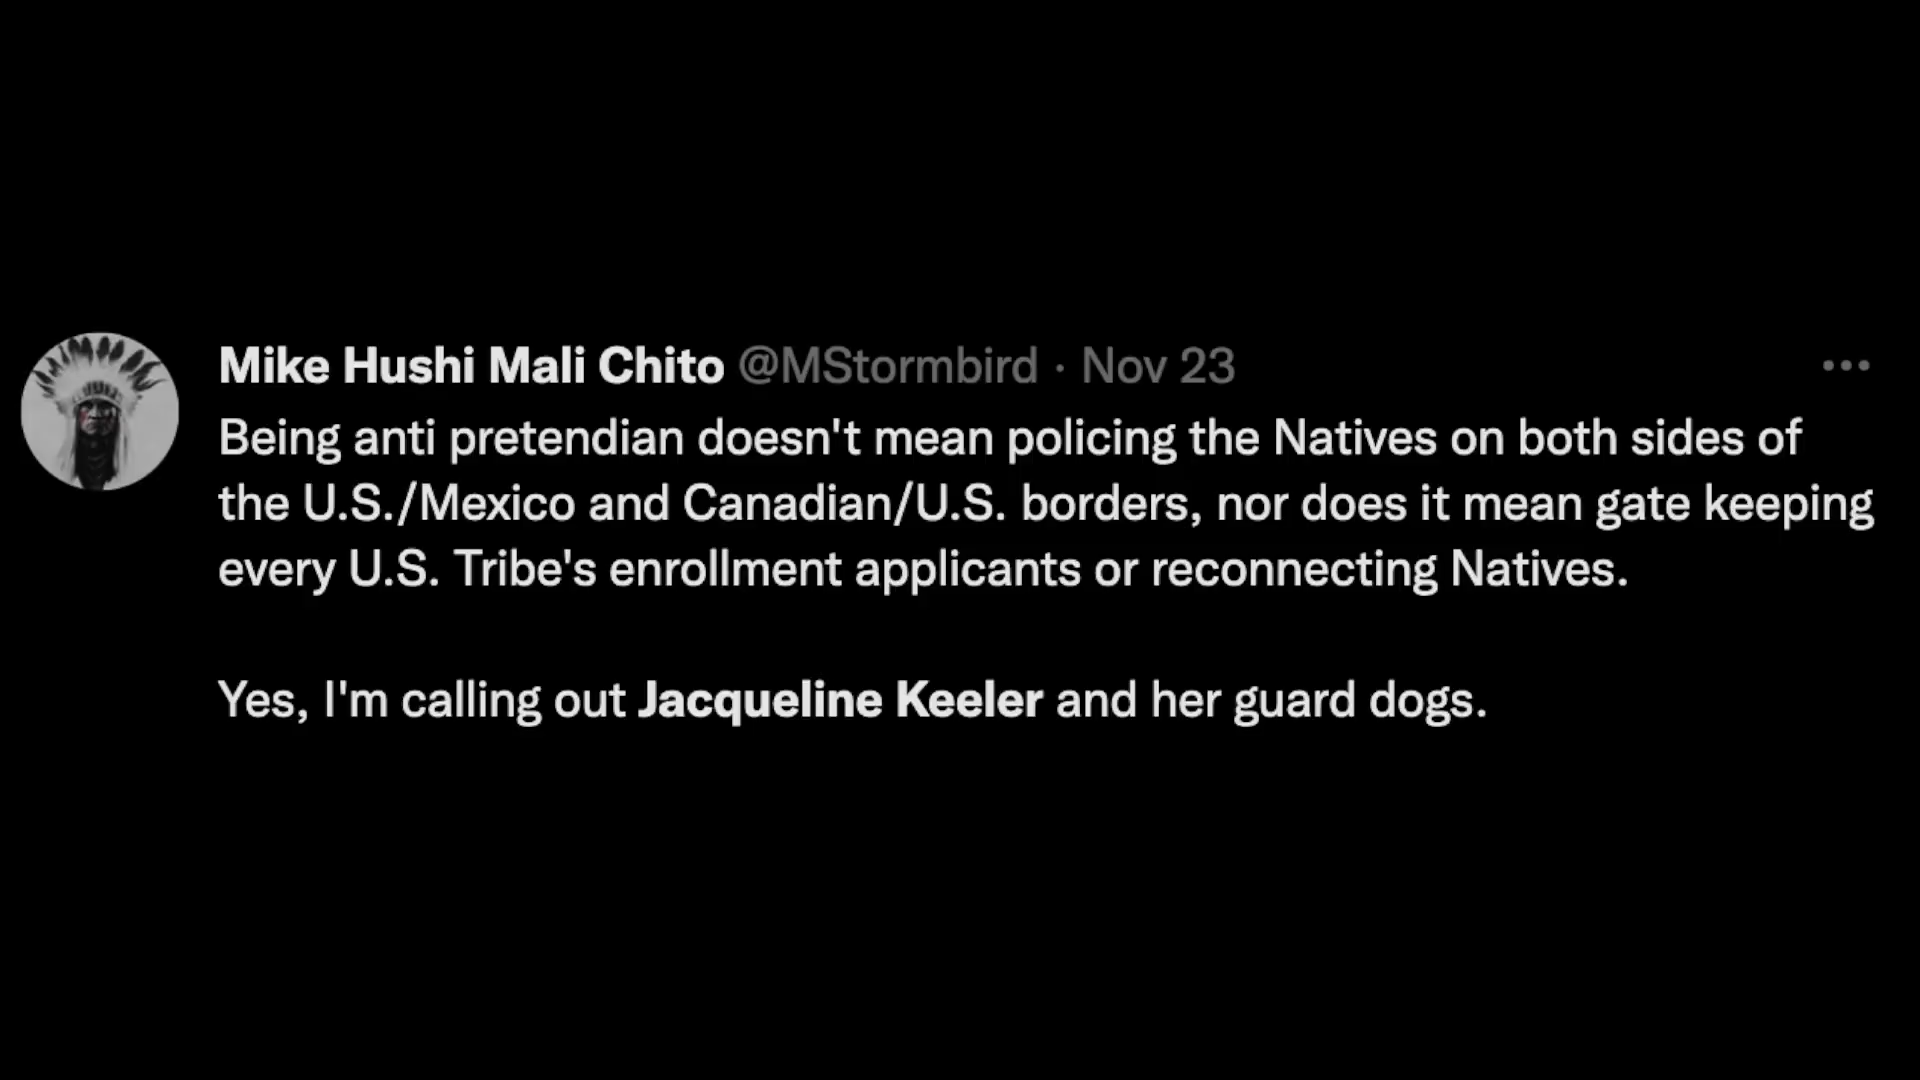 Mike Hushi Mali Chito @MStormbird · Nov 23
Being anti pretendian doesn't mean policing the Natives on both sides of
the U.S./Mexico and Canadian/U.S. borders, nor does it mean gate keeping
every U.S. Tribe's enrollment applicants or reconnecting Natives.
Yes, I'm calling out Jacqueline Keeler and her guard dogs.